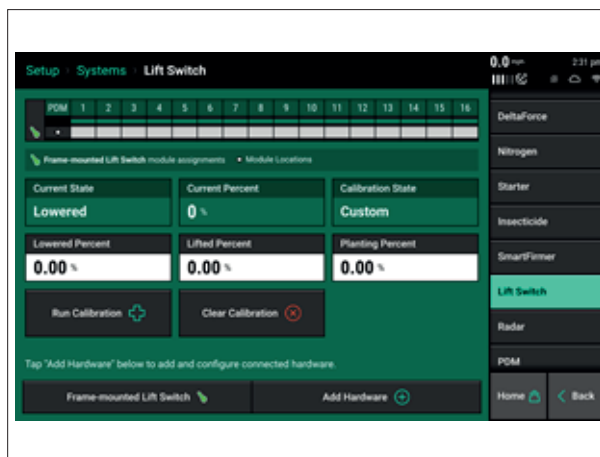 Setup Systems Lift Switch
0.0 mph 2:31 pm
PDM 1 2 3 4 5 6 7 8 9 10 11 12 13 14 15 16
Frame-mounted Lift Switch module assignments • Module Locations
Current State Current Percent Calibration State
Lowered 0 % Custom
Lowered Percent Lifted Percent Planting Percent
0.00 % 0.00 % 0.00 %
Run Calibration Clear Calibration
Tap "Add Hardware" below to add and configure connected hardware.
Frame-mounted Lift Switch Add Hardware
DeltaForce
Nitrogen
Starter
Insecticide
SmartFirmer
Lift Switch
Radar
PDM
Home Back